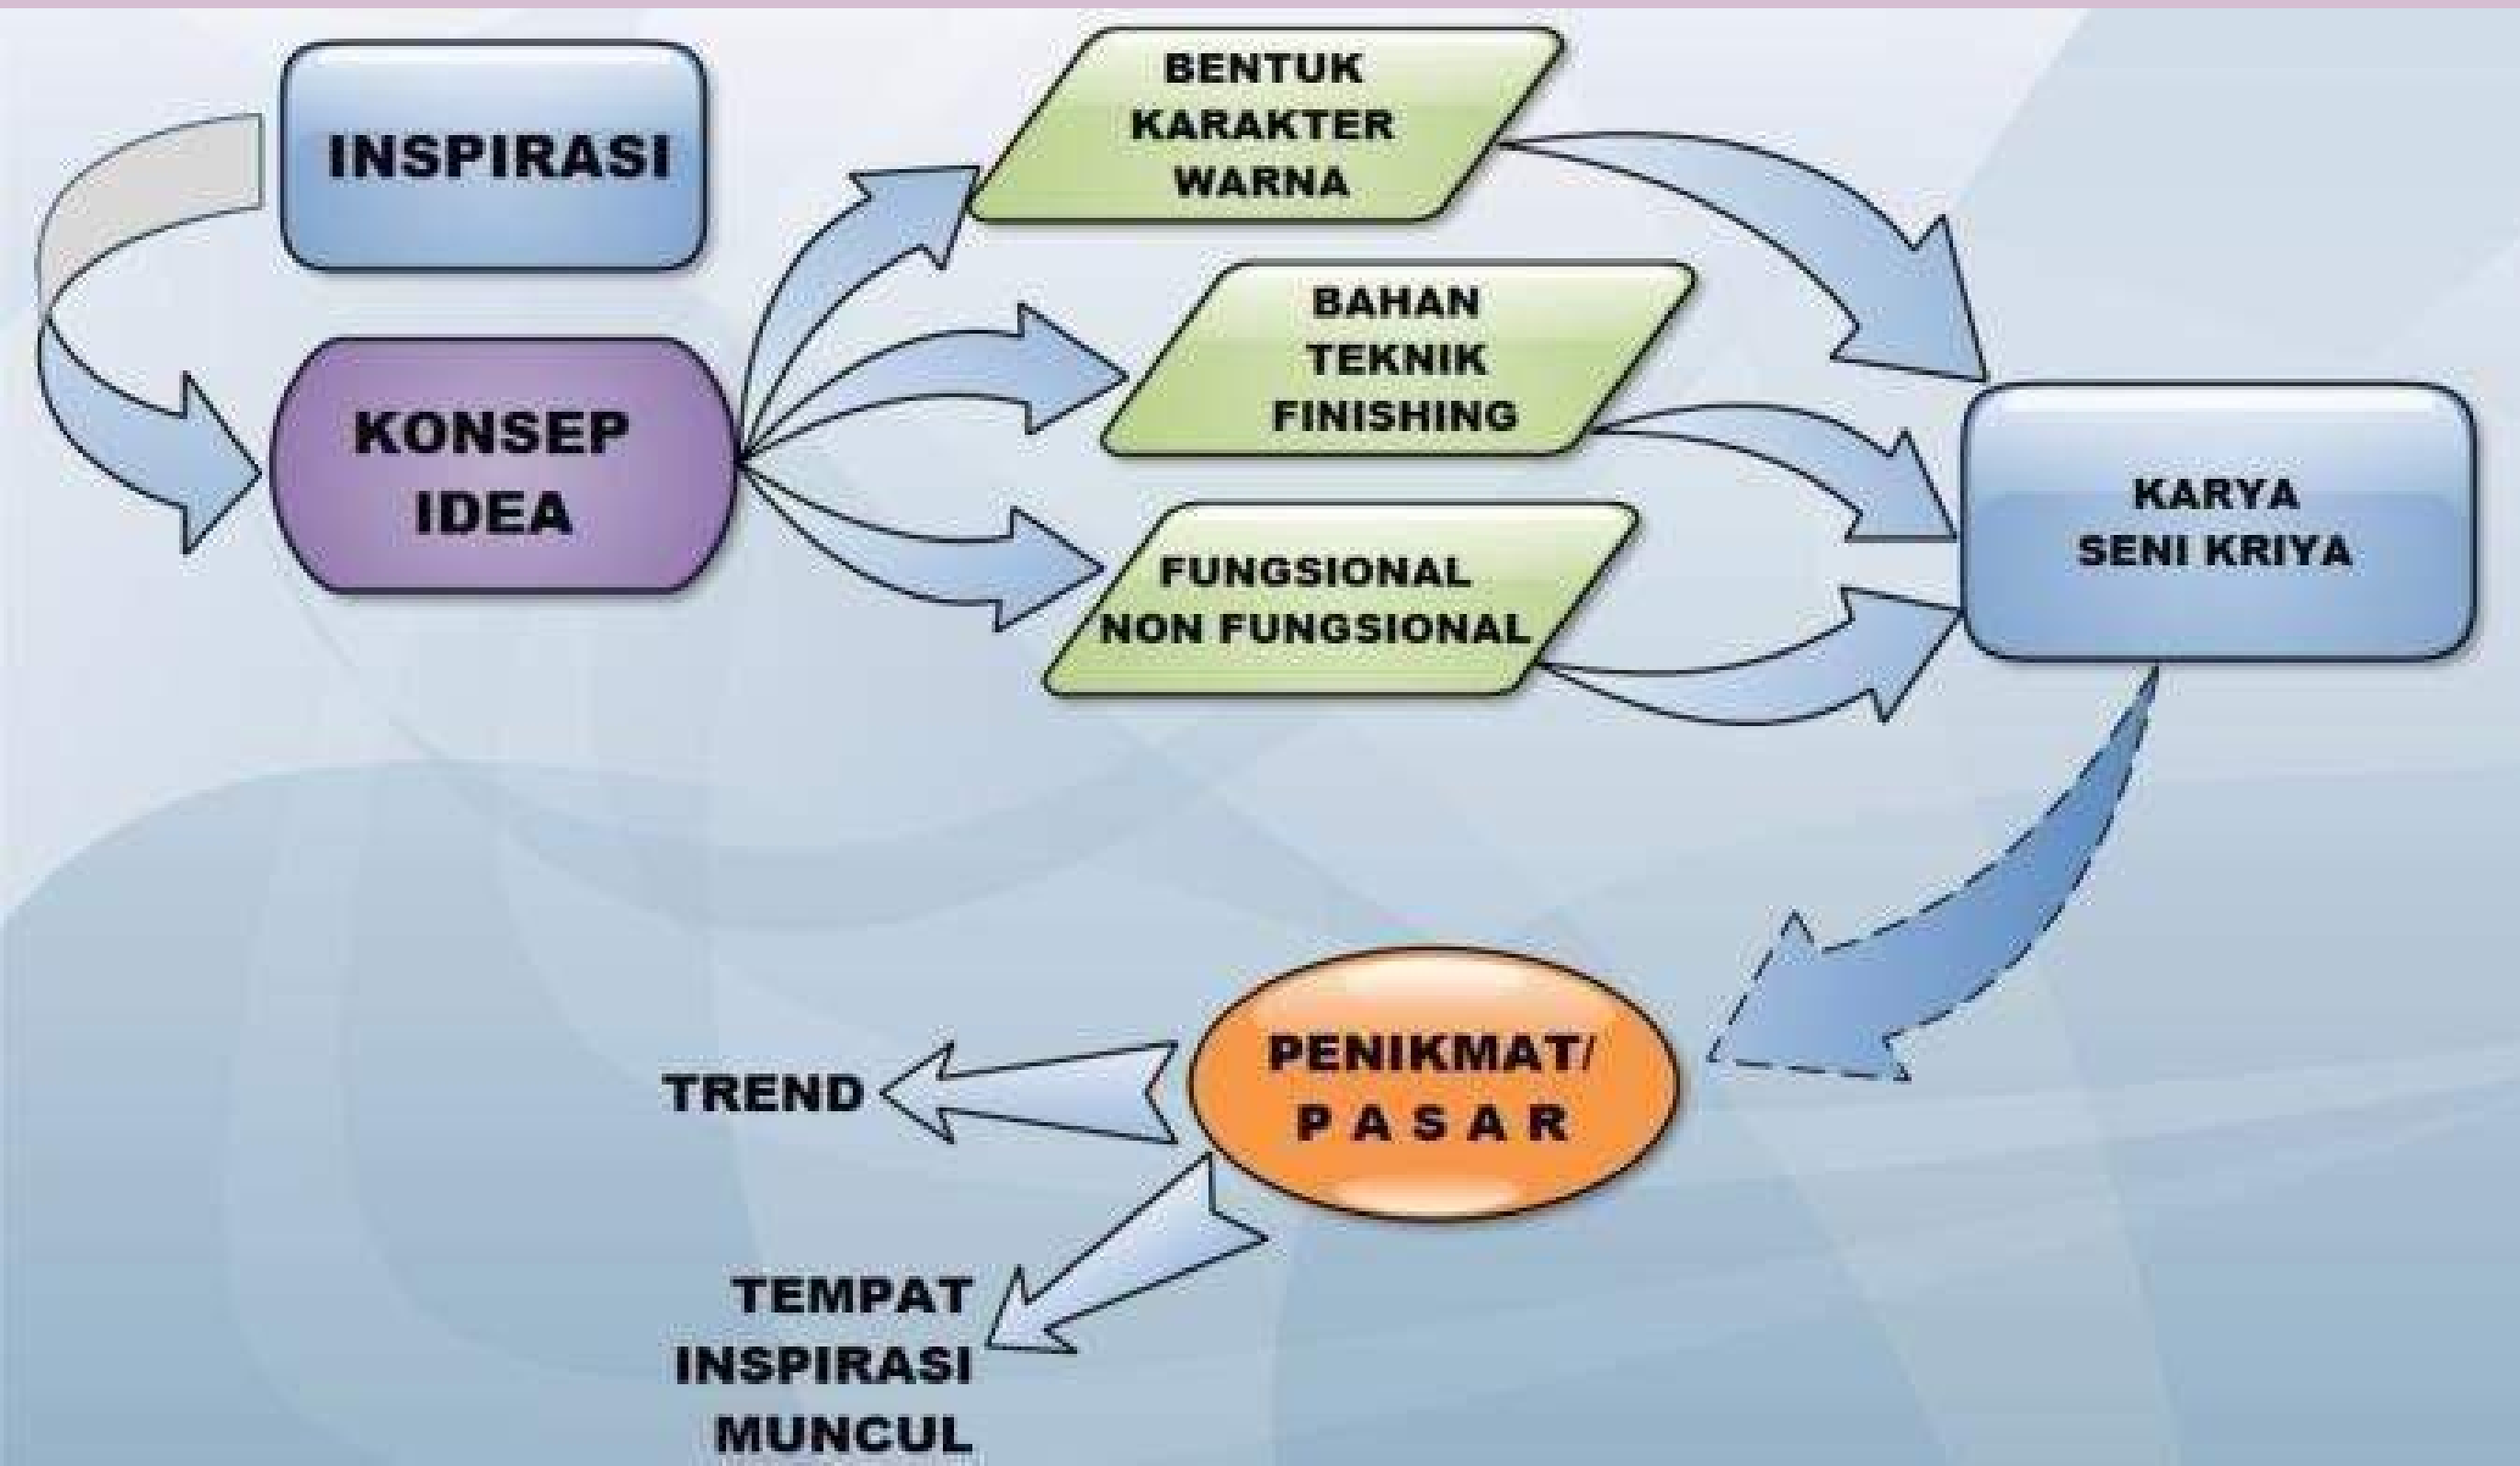 INSPIRASI
KONSEP
IDEA
BENTUK
KARAKTER
WARNA
BAHAN
TEKNIK
FINISHING
FUNGSIONAL
NON FUNGSIONAL
KARYA
SENI KRIYA
PENIKMAT/
P A S A R
TREND
TEMPAT
INSPIRASI
MUNCUL